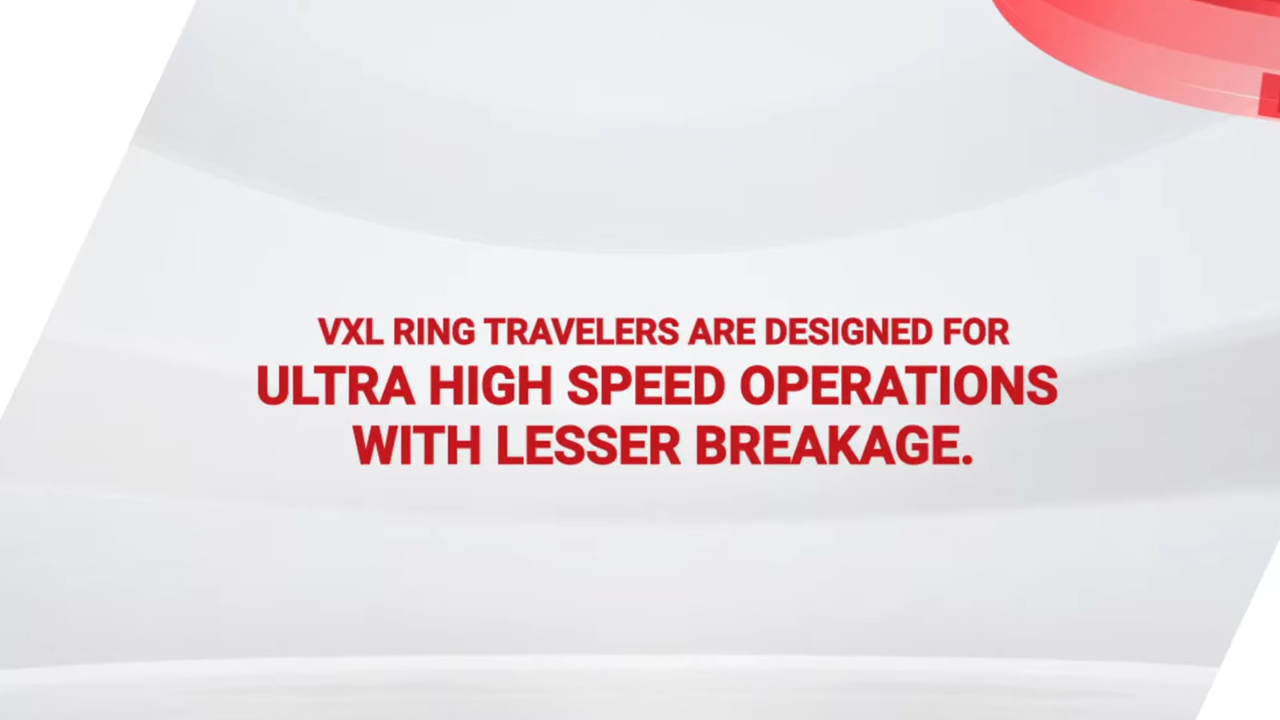 VXL RING TRAVELERS ARE DESIGNED FOR
ULTRA HIGH SPEED OPERATIONS
WITH LESSER BREAKAGE.